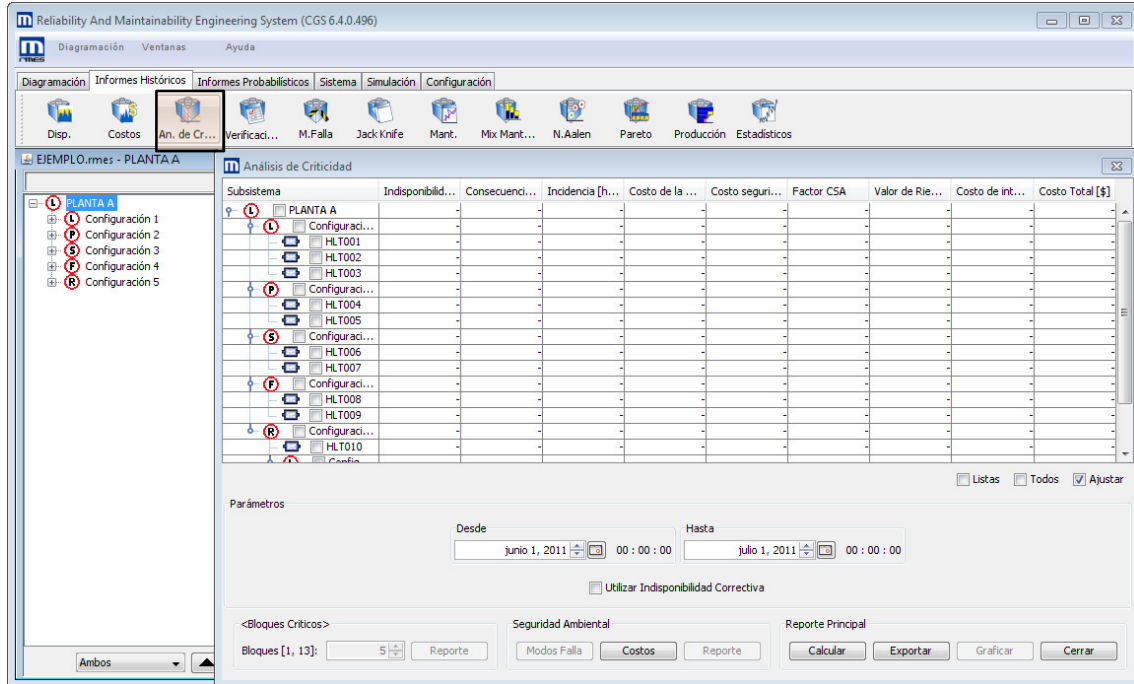 Reliability And Maintainability Engineering System (CGS 6.4.0.496)
rmes Diagramación Ventanas Ayuda
Diagramación Informes Históricos Informes Probabilísticos Sistema Simulación Configuración
Disp. Costos An. de Cr... Verificaci... M.Falla Jack Knife Mant. Mix Mant... N.Aalen Pareto Producción Estadísticos
EJEMPLO.rmes - PLANTA A
PLANTA A
Configuración 1
Configuración 2
Configuración 3
Configuración 4
Configuración 5
Ambos
Análisis de Criticidad
Subsistema Indisponibilid... Consecuenci... Incidencia [h... Costo de la ... Costo seguri... Factor CSA Valor de Rie... Costo de int... Costo Total [$]
L PLANTA A - - - - - - - - -
L Configuraci... - - - - - - - - -
HLT001 - - - - - - - - -
HLT002 - - - - - - - - -
HLT003 - - - - - - - - -
P Configuraci... - - - - - - - - -
HLT004 - - - - - - - - -
HLT005 - - - - - - - - -
S Configuraci... - - - - - - - - -
HLT006 - - - - - - - - -
HLT007 - - - - - - - - -
F Configuraci... - - - - - - - - -
HLT008 - - - - - - - - -
HLT009 - - - - - - - - -
R Configuraci... - - - - - - - - -
HLT010 - - - - - - - - -
Listas Todos Ajustar
Parámetros
Desde Hasta
junio 1, 2011 00 : 00 : 00 julio 1, 2011 00 : 00 : 00
Utilizar Indisponibilidad Correctiva
<Bloques Criticos> Seguridad Ambiental Reporte Principal
Bloques [1, 13]: 5 Reporte Modos Falla Costos Reporte Calcular Exportar Graficar Cerrar